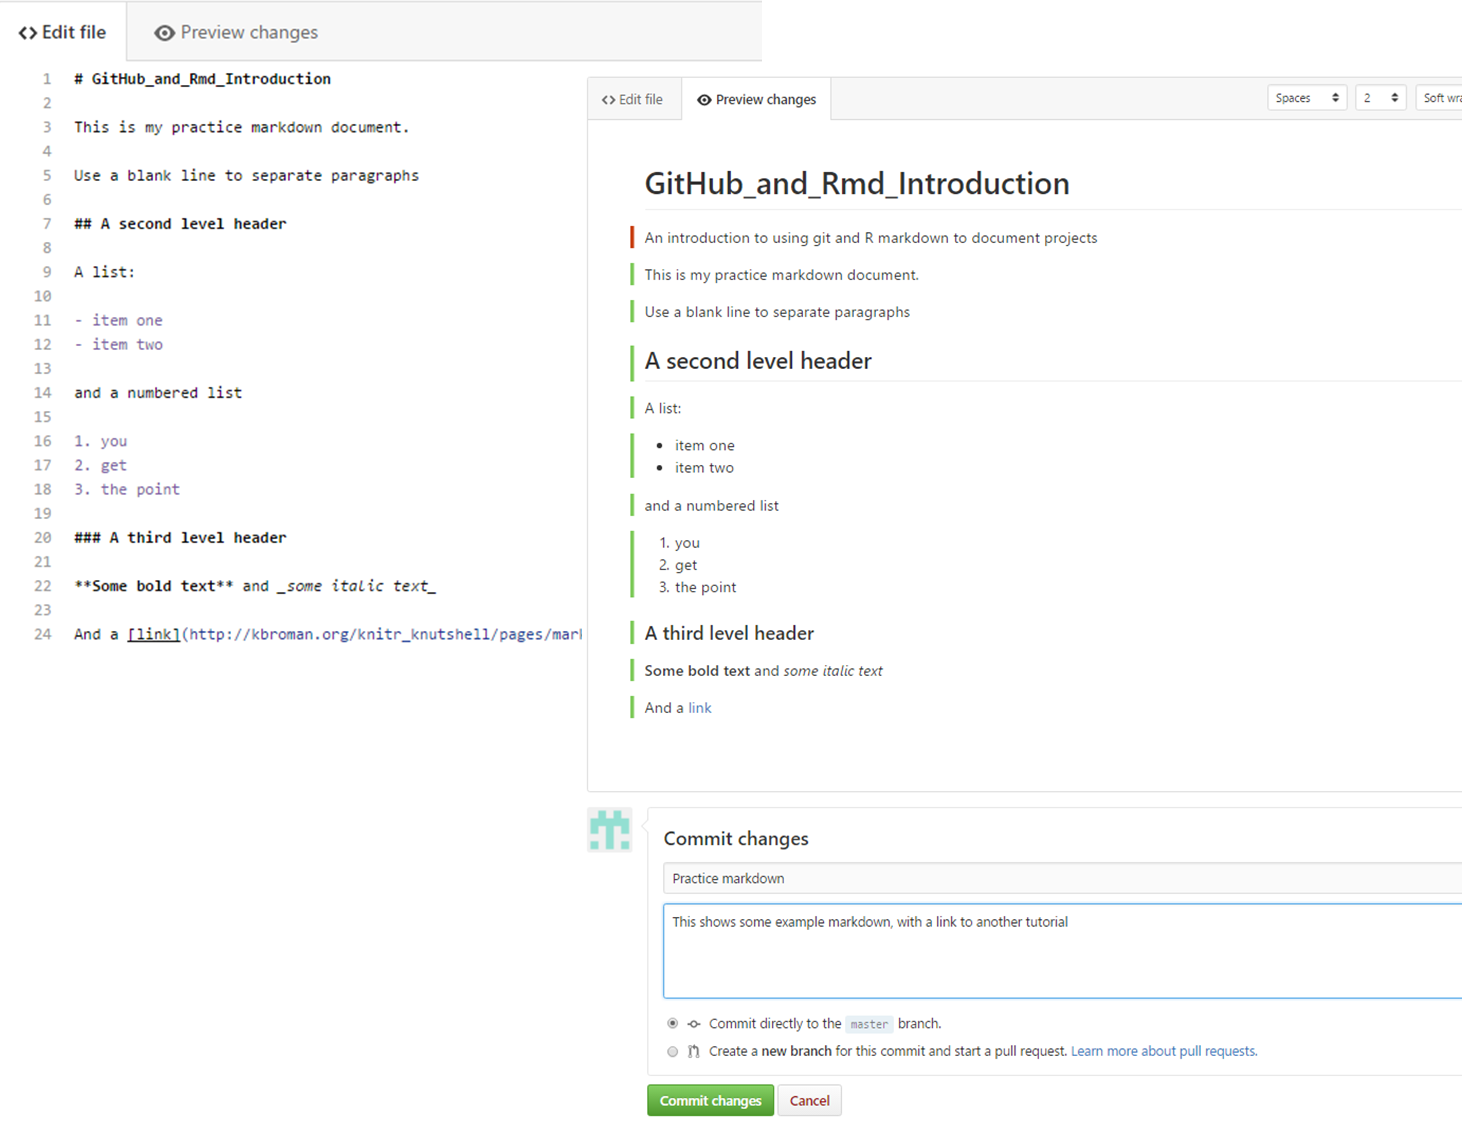 Edit file
Preview changes
1 # GitHub_and_Rmd_Introduction
2
3 This is my practice markdown document.
4
5 Use a blank line to separate paragraphs
6
7 ## A second level header
8
9 A list:
10
11 - item one
12 - item two
13
14 and a numbered list
15
16 1. you
17 2. get
18 3. the point
19
20 ### A third level header
21
22 **Some bold text** and _some italic text_
23
24 And a [link](http://kbroman.org/knitr_knutshell/pages/mark
Edit file
Preview changes
Spaces
2
Soft wra
GitHub_and_Rmd_Introduction
An introduction to using git and R markdown to document projects
This is my practice markdown document.
Use a blank line to separate paragraphs
A second level header
A list:
• item one
• item two
and a numbered list
1. you
2. get
3. the point
A third level header
Some bold text and some italic text
And a link
Commit changes
Practice markdown
This shows some example markdown, with a link to another tutorial
Commit directly to the master branch.
Create a new branch for this commit and start a pull request. Learn more about pull requests.
Commit changes
Cancel